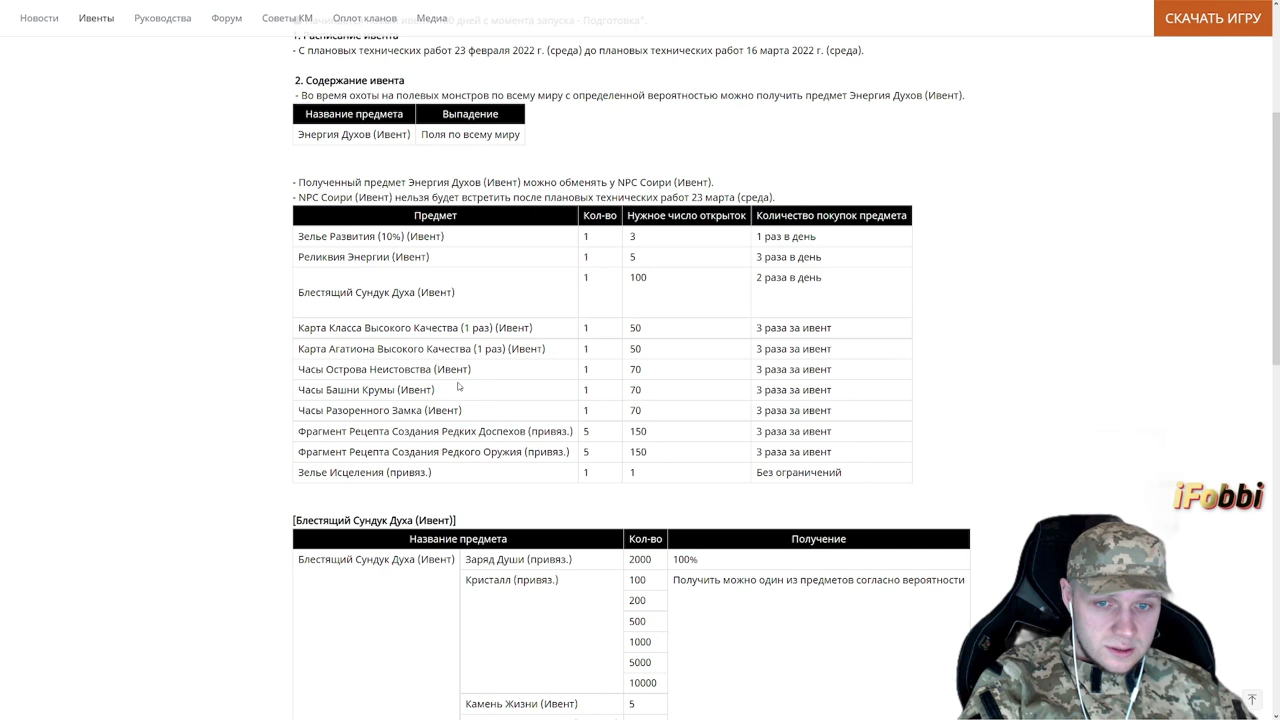 Новости Ивенты Руководства Форум Советы КМ Оплот кланов Медиа СКАЧАТЬ ИГРУ
1. Расписание ивента
- С плановых технических работ 23 февраля 2022 г. (среда) до плановых технических работ 16 марта 2022 г. (среда).
2. Содержание ивента
- Во время охоты на полевых монстров по всему миру с определенной вероятностью можно получить предмет Энергия Духов (Ивент).
Название предмета Выпадение
Энергия Духов (Ивент) Поля по всему миру
- Полученный предмет Энергия Духов (Ивент) можно обменять у NPC Соири (Ивент).
- NPC Соири (Ивент) нельзя будет встретить после плановых технических работ 23 марта (среда).
Предмет Кол-во Нужное число открыток Количество покупок предмета
Зелье Развития (10%) (Ивент) 1 3 1 раз в день
Реликвия Энергии (Ивент) 1 5 3 раза в день
Блестящий Сундук Духа (Ивент) 1 100 2 раза в день
Карта Класса Высокого Качества (1 раз) (Ивент) 1 50 3 раза за ивент
Карта Агатиона Высокого Качества (1 раз) (Ивент) 1 50 3 раза за ивент
Часы Острова Неистовства (Ивент) 1 70 3 раза за ивент
Часы Башни Крумы (Ивент) 1 70 3 раза за ивент
Часы Разоренного Замка (Ивент) 1 70 3 раза за ивент
Фрагмент Рецепта Создания Редких Доспехов (привяз.) 5 150 3 раза за ивент
Фрагмент Рецепта Создания Редкого Оружия (привяз.) 5 150 3 раза за ивент
Зелье Исцеления (привяз.) 1 1 Без ограничений
[Блестящий Сундук Духа (Ивент)]
Название предмета Кол-во Получение
Блестящий Сундук Духа (Ивент) Заряд Души (привяз.) 2000 100%
Кристалл (привяз.) 100 Получить можно один из предметов согласно вероятности
200
500
1000
5000
10000
Камень Жизни (Ивент) 5
iFobbi